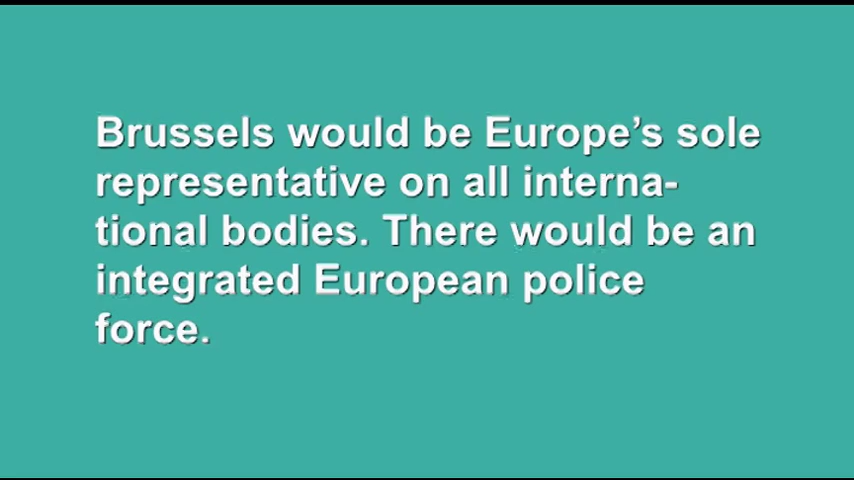 Brussels would be Europe’s sole
representative on all interna-
tional bodies. There would be an
integrated European police
force.